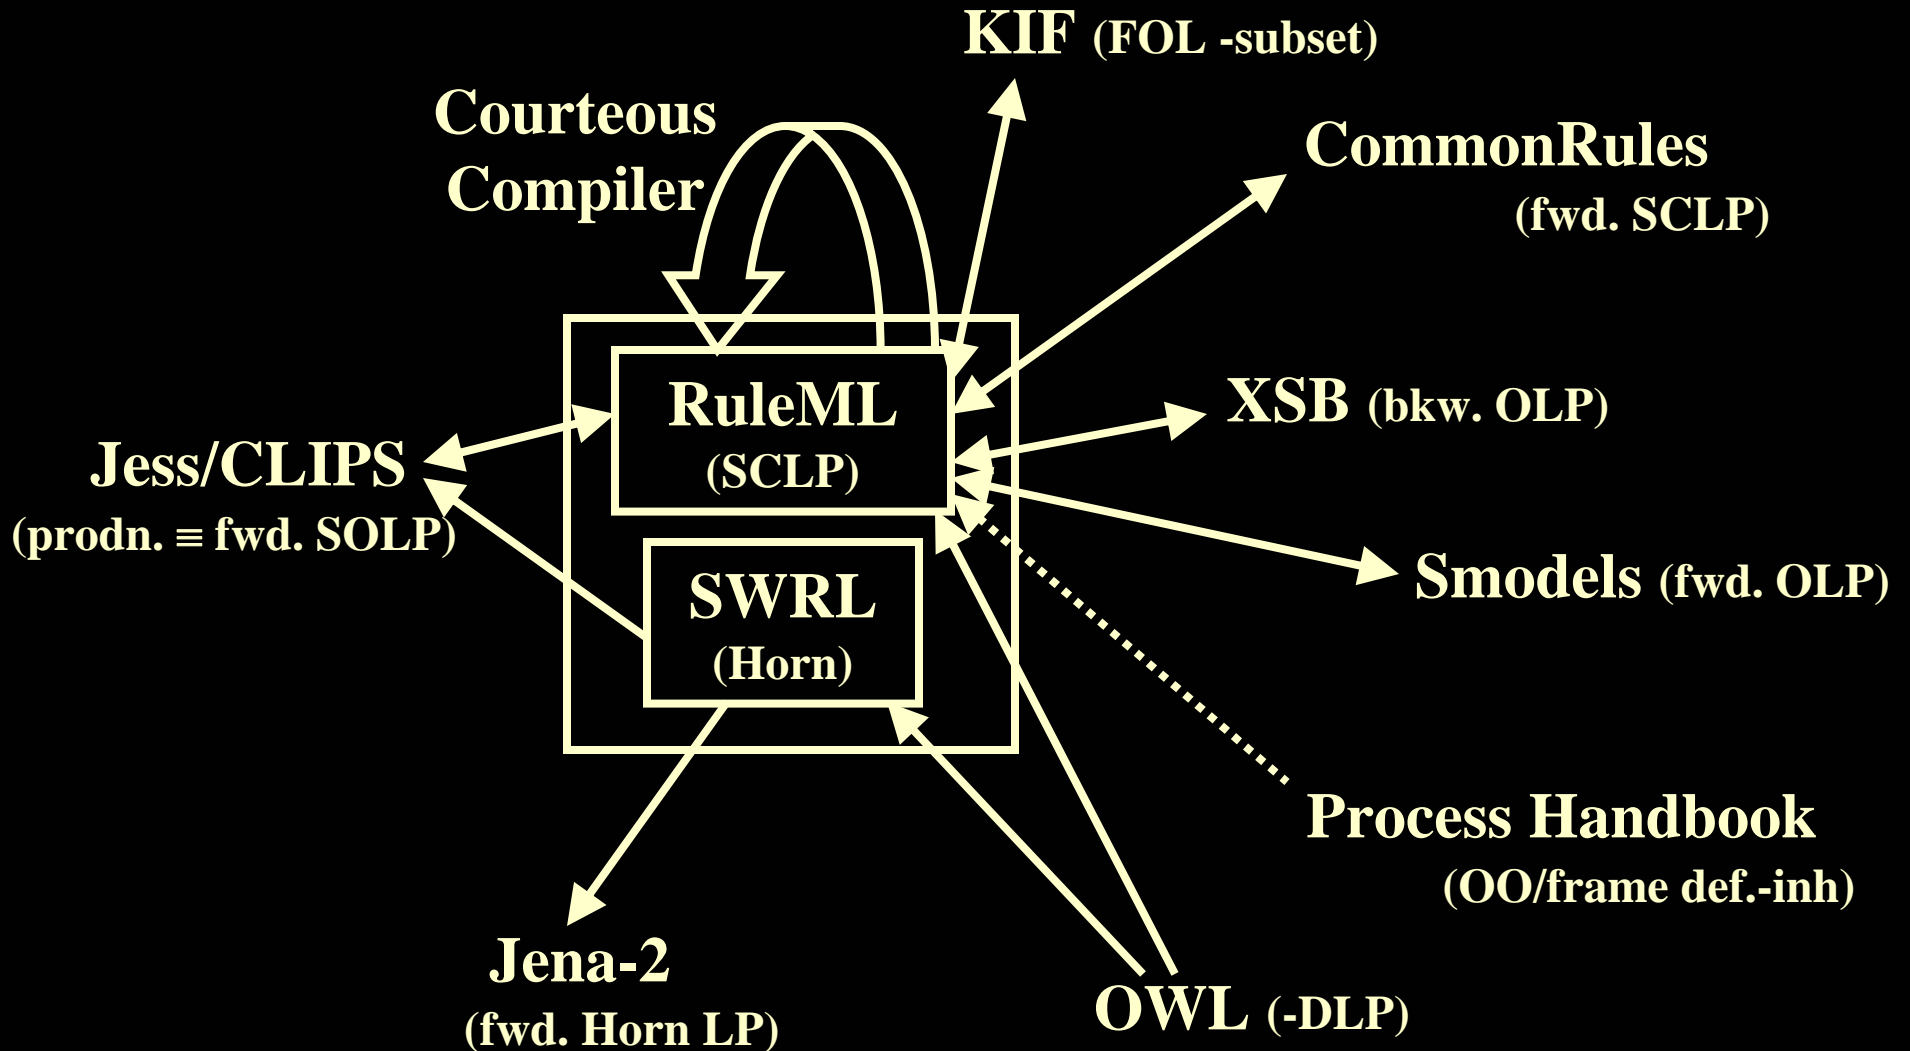 KIF (FOL -subset)
Courteous
Compiler
CommonRules
(fwd. SCLP)
RuleML
(SCLP)
XSB (bkw. OLP)
Jess/CLIPS
(prodn. ≡ fwd. SOLP)
SWRL
(Horn)
Smodels (fwd. OLP)
Process Handbook
(OO/frame def.-inh)
Jena-2
(fwd. Horn LP)
OWL (-DLP)